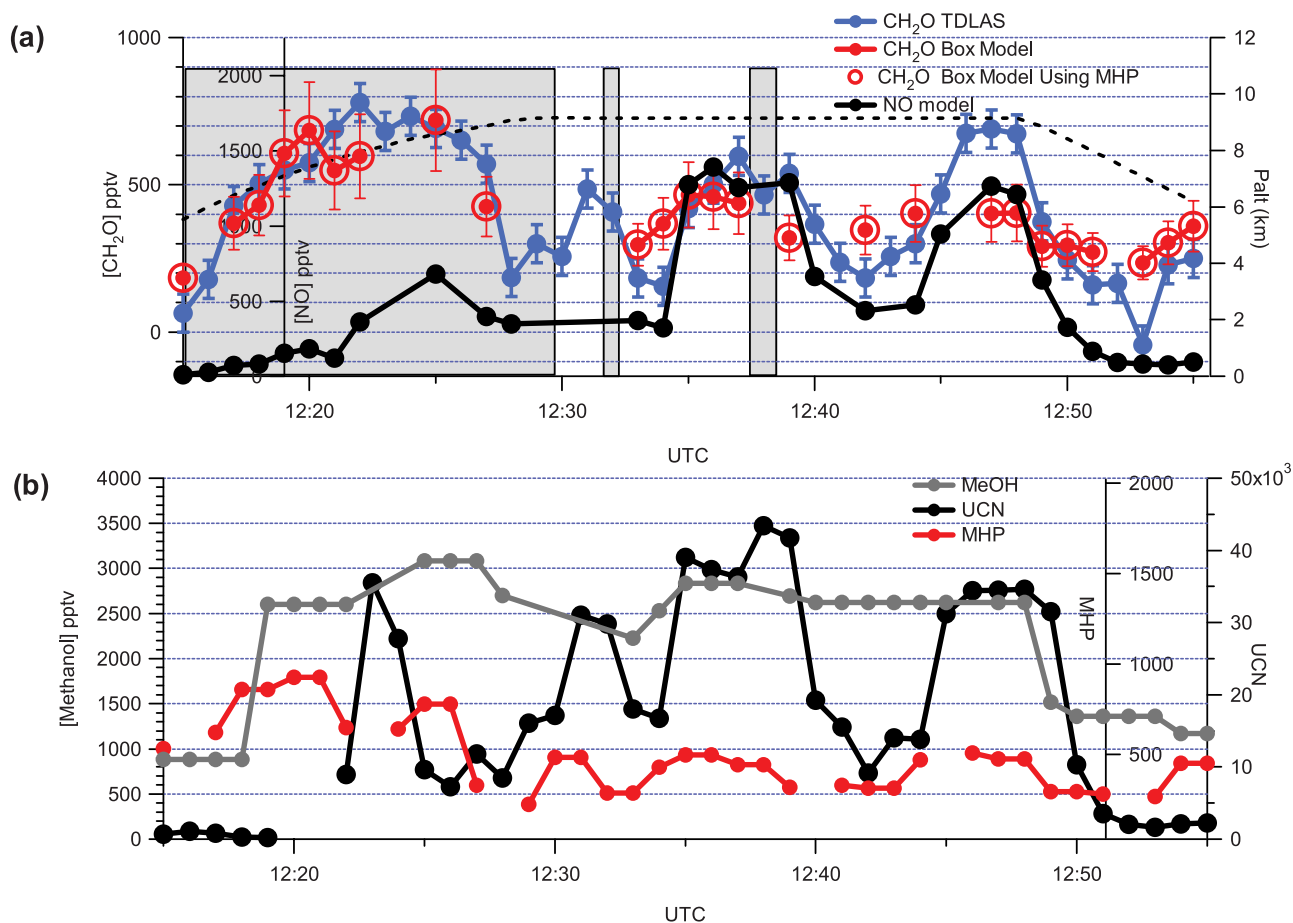 (a)
CH2O TDLAS
CH2O Box Model
CH2O Box Model Using MHP
NO model
1000
500
0
[CH2O] pptv
2000
1500
1000
500
0
[NO] pptv
12
10
8
6
4
2
0
Palt (km)
12:20
12:30
12:40
12:50
UTC
(b)
MeOH
UCN
MHP
4000
3500
3000
2500
2000
1500
1000
500
0
[Methanol] pptv
2000
1500
1000
500
MHP
50x10³
40
30
20
10
0
UCN
12:20
12:30
12:40
12:50
UTC